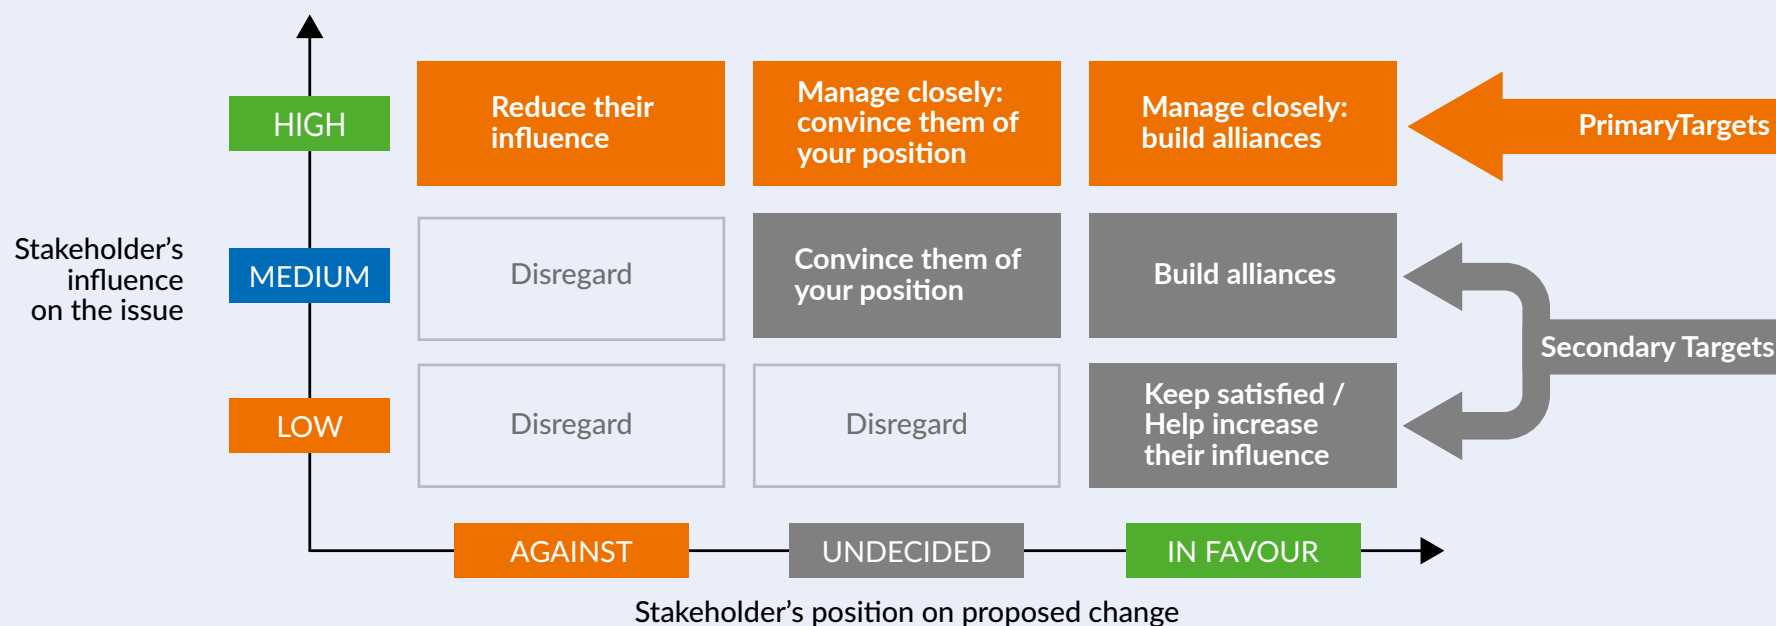 HIGH
Reduce their
influence
Manage closely:
convince them of
your position
Manage closely:
build alliances
PrimaryTargets
Stakeholder's
influence
on the issue
MEDIUM
Disregard
Convince them of
your position
Build alliances
Secondary Targets
LOW
Disregard
Disregard
Keep satisfied /
Help increase
their influence
AGAINST
UNDECIDED
IN FAVOUR
Stakeholder's position on proposed change